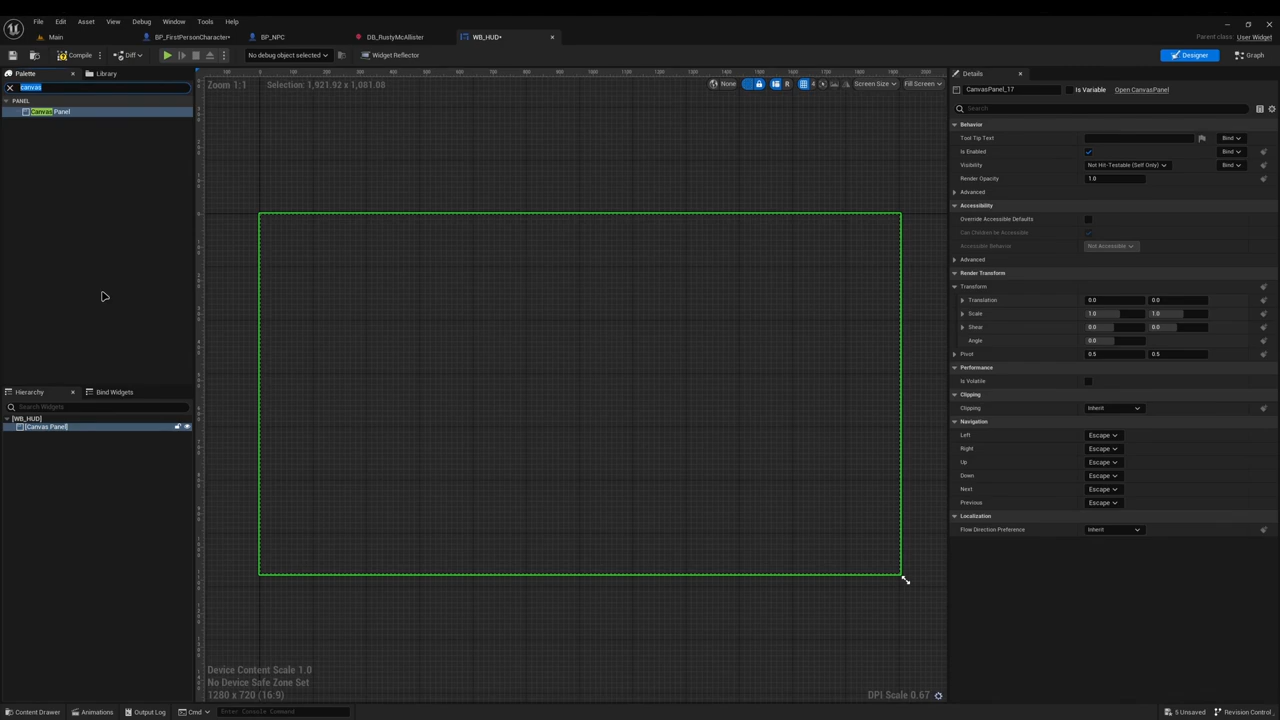 File Edit Asset View Debug Window Tools Help
Main BP_FirstPersonCharacter• BP_NPC DB_RustyMcAllister WB_HUD•
Parent class: User Widget
Compile Diff No debug object selected Widget Reflector Designer Graph
Palette Library
canvas
PANEL
Canvas Panel
Zoom 1:1 Selection: 1,921.92 x 1,081.08
None R 4 Screen Size Fill Screen
Device Content Scale 1.0
No Device Safe Zone Set
1280 x 720 (16:9)
DPI Scale 0.67
Hierarchy Bind Widgets
Search Widgets
[WB_HUD]
[Canvas Panel]
Details
CanvasPanel_17 Is Variable Open CanvasPanel
Search
Behavior
Tool Tip Text Bind
Is Enabled Bind
Visibility Not Hit-Testable (Self Only) Bind
Render Opacity 1.0
Advanced
Accessibility
Override Accessible Defaults
Can Children be Accessible
Accessible Behavior Not Accessible
Advanced
Render Transform
Transform
Translation 0.0 0.0
Scale 1.0 1.0
Shear 0.0 0.0
Angle 0.0
Pivot 0.5 0.5
Performance
Is Volatile
Clipping
Clipping Inherit
Navigation
Left Escape
Right Escape
Up Escape
Down Escape
Next Escape
Previous Escape
Localization
Flow Direction Preference Inherit
Content Drawer Animations Output Log Cmd Enter Console Command 5 Unsaved Revision Control